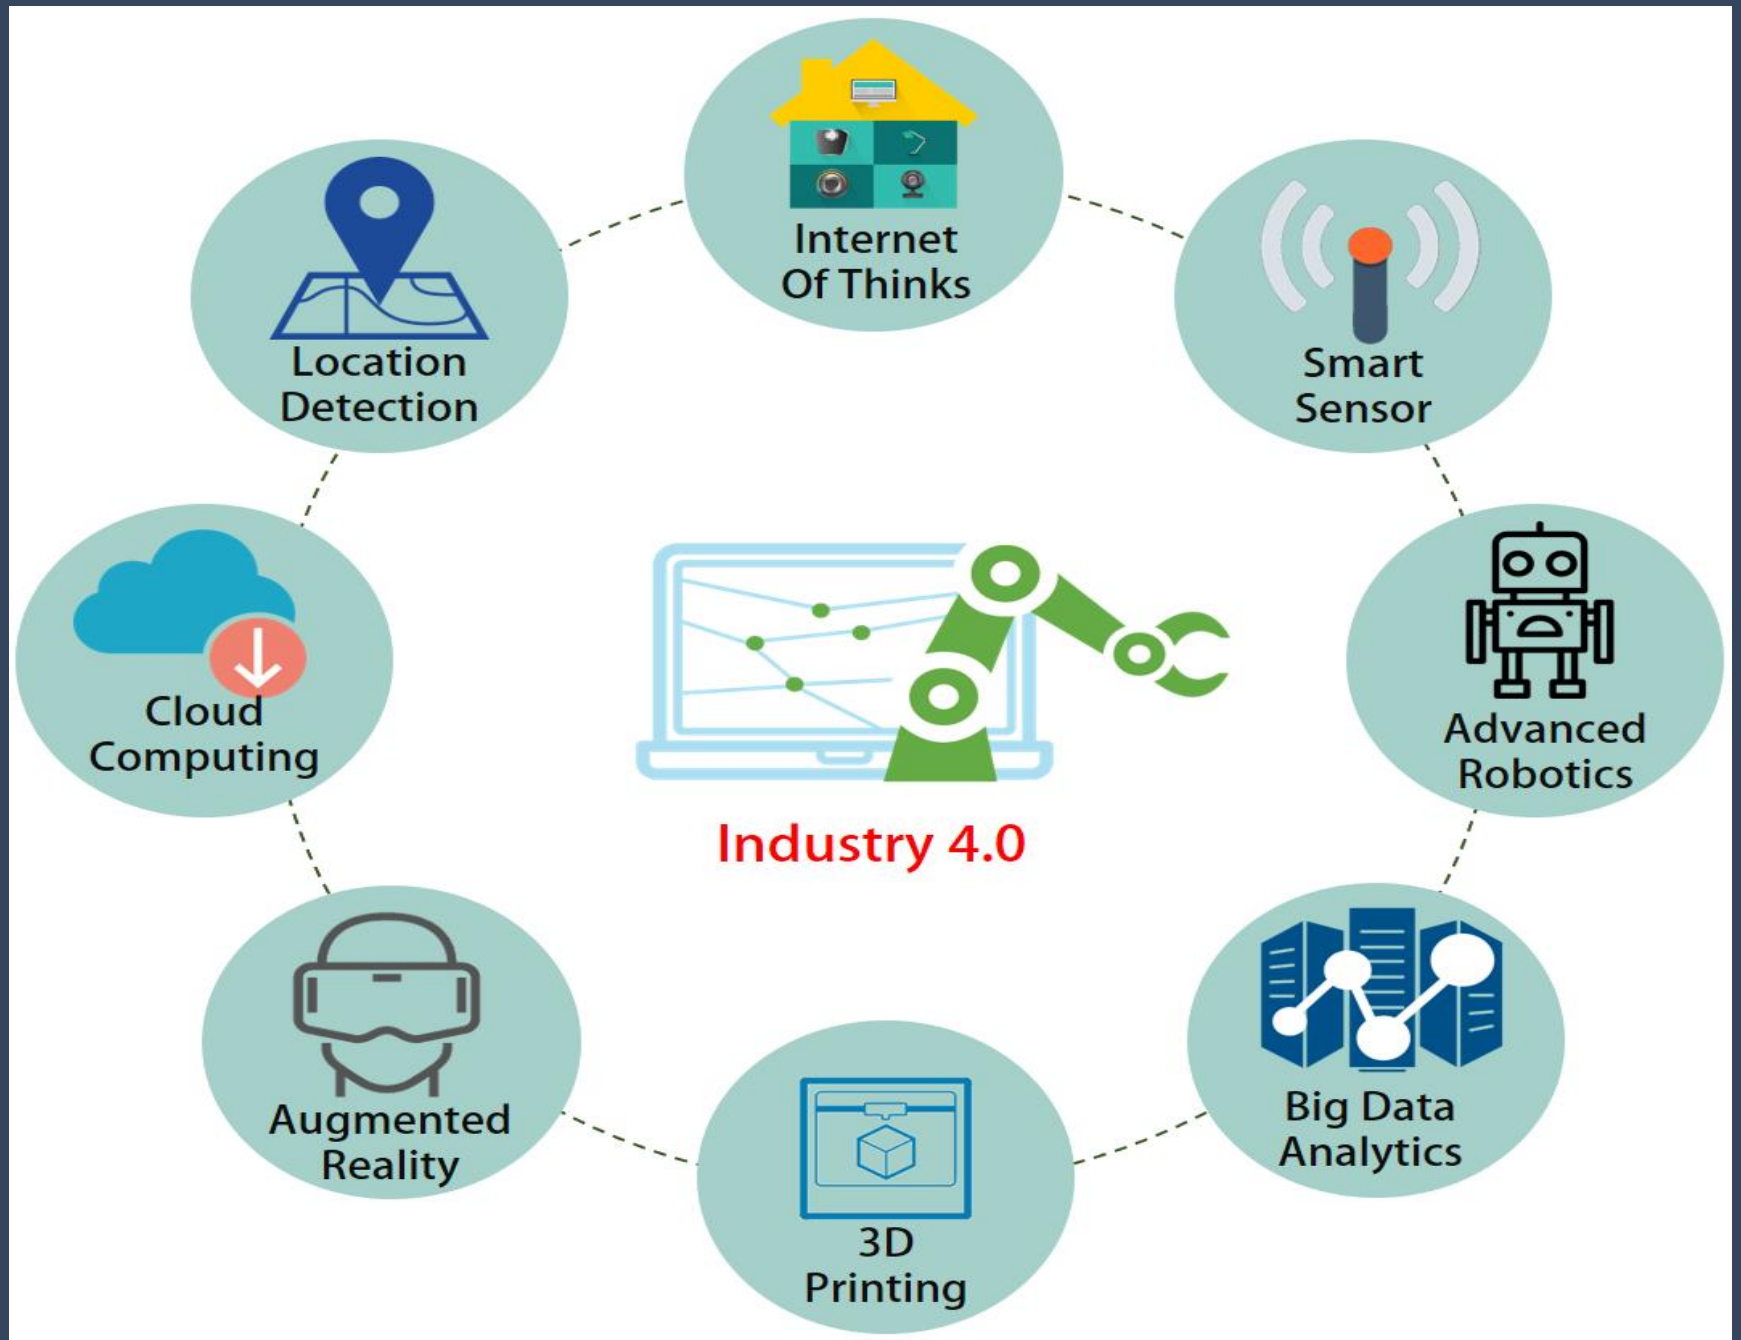 Internet
Of Thinks
Location
Detection
Smart
Sensor
Cloud
Computing
Advanced
Robotics
Industry 4.0
Augmented
Reality
Big Data
Analytics
3D
Printing